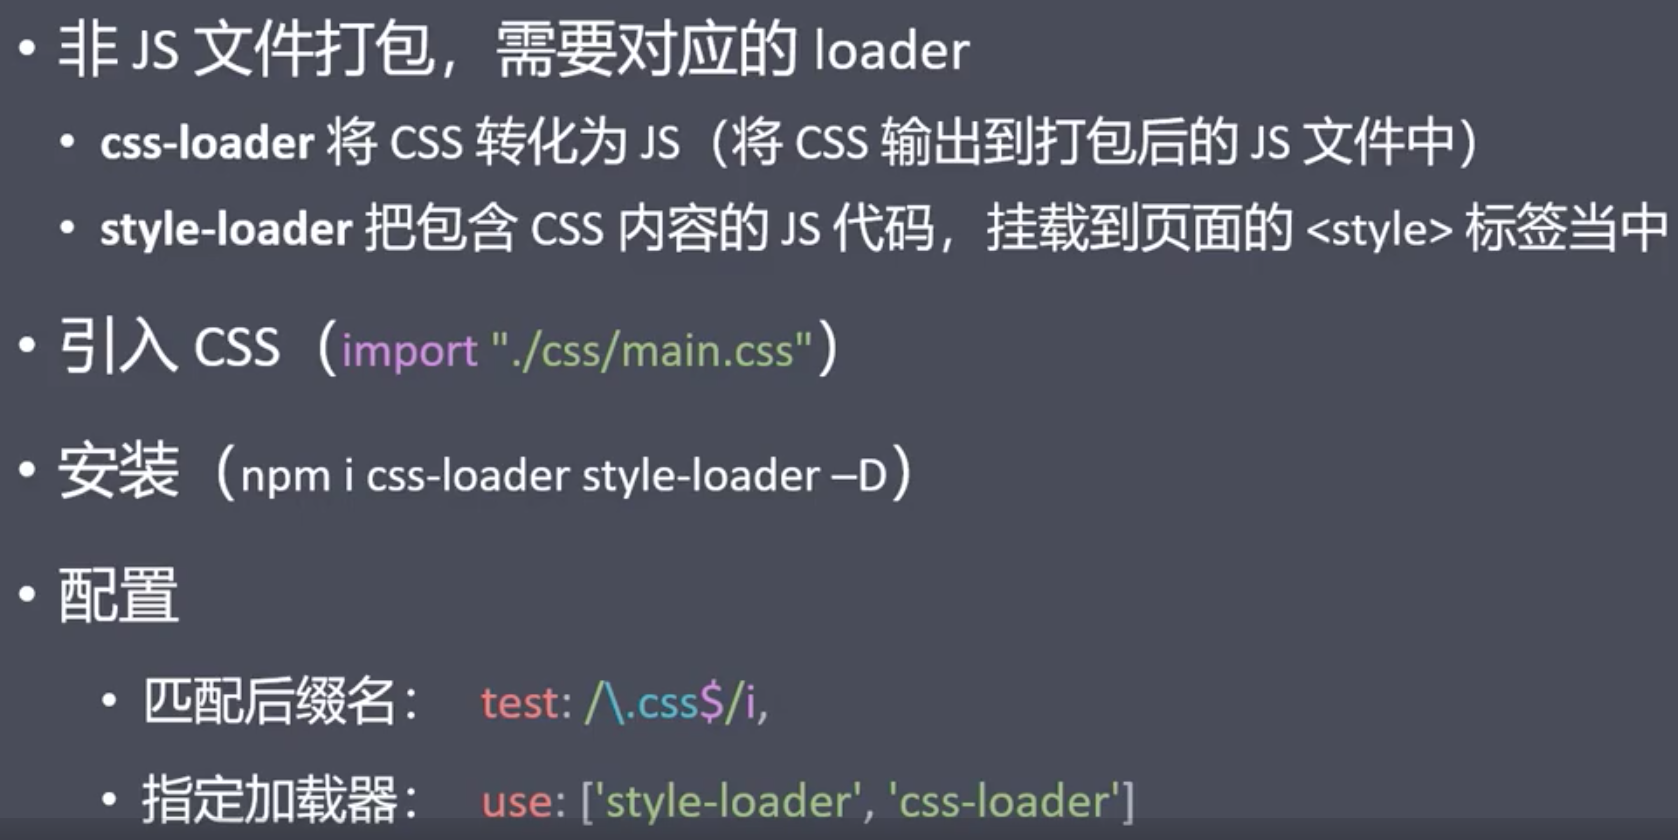 • 非 JS 文件打包，需要对应的 loader
• css-loader 将 CSS 转化为 JS（将 CSS 输出到打包后的 JS 文件中）
• style-loader 把包含 CSS 内容的 JS 代码，挂载到页面的 <style> 标签当中
• 引入 CSS（import "./css/main.css"）
• 安装（npm i css-loader style-loader –D）
• 配置
• 匹配后缀名： test: /\.css$/i,
• 指定加载器： use: ['style-loader', 'css-loader']